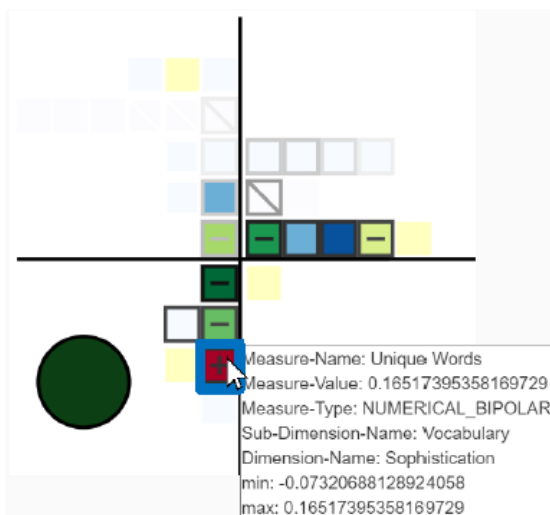 Measure-Name: Unique Words
Measure-Value: 0.16517395358169729
Measure-Type: NUMERICAL_BIPOLAR
Sub-Dimension-Name: Vocabulary
Dimension-Name: Sophistication
min: -0.07320688128924058
max: 0.16517395358169729